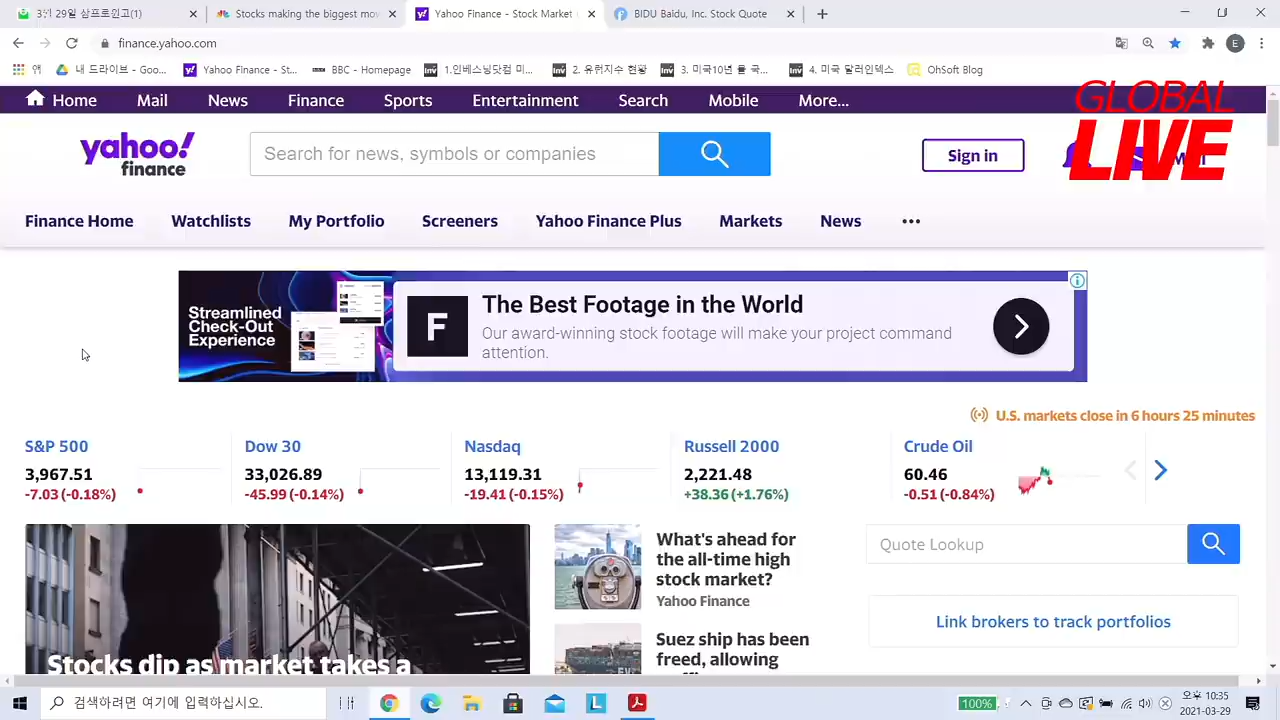 3월 29일 삼프로원고(1)
Stocks making the biggest mov
Yahoo Finance - Stock Market
BIDU Baidu, Inc. Stock Quote
finance.yahoo.com
앱
내 드라이브 - Goo...
Yahoo Finance - St...
BBC - Homepage
1.인베스팅닷컴 미...
2. 유럽지수 현황
3. 미국10년 률 국...
4. 미국 달러인덱스
OhSoft Blog
Home
Mail
News
Finance
Sports
Entertainment
Search
Mobile
More...
GLOBAL
LIVE
yahoo!
finance
Search for news, symbols or companies
Sign in
Finance Home
Watchlists
My Portfolio
Screeners
Yahoo Finance Plus
Markets
News
Streamlined
Check-Out
Experience
F
The Best Footage in the World
Our award-winning stock footage will make your project command
attention.
U.S. markets close in 6 hours 25 minutes
S&P 500
3,967.51
-7.03 (-0.18%)
Dow 30
33,026.89
-45.99 (-0.14%)
Nasdaq
13,119.31
-19.41 (-0.15%)
Russell 2000
2,221.48
+38.36 (+1.76%)
Crude Oil
60.46
-0.51 (-0.84%)
Stocks dip as market takes a
What's ahead for
the all-time high
stock market?
Yahoo Finance
Suez ship has been
freed, allowing
Quote Lookup
Link brokers to track portfolios
검색하려면 여기에 입력하십시오.
100%
오후 10:35
2021-03-29